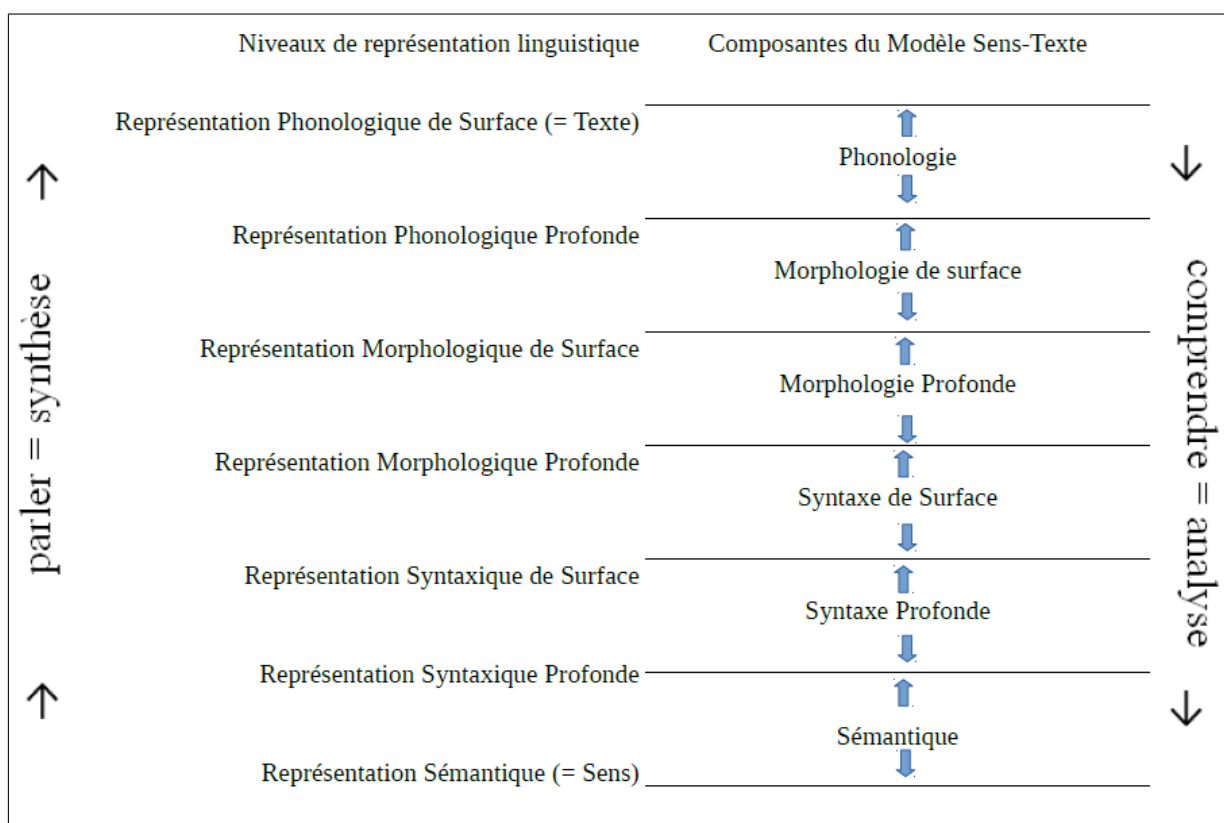 Niveaux de représentation linguistique
Composantes du Modèle Sens-Texte
Représentation Phonologique de Surface (= Texte)
Phonologie
Représentation Phonologique Profonde
Morphologie de surface
Représentation Morphologique de Surface
Morphologie Profonde
Représentation Morphologique Profonde
Syntaxe de Surface
Représentation Syntaxique de Surface
Syntaxe Profonde
Représentation Syntaxique Profonde
Sémantique
Représentation Sémantique (= Sens)
parler = synthèse
comprendre = analyse